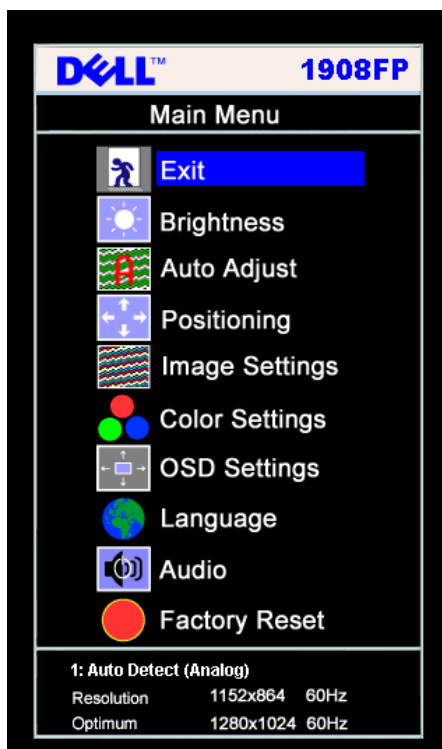 DELL™ 1908FP
Main Menu
Exit
Brightness
Auto Adjust
Positioning
Image Settings
Color Settings
OSD Settings
Language
Audio
Factory Reset
1: Auto Detect (Analog)
Resolution 1152x864 60Hz
Optimum 1280x1024 60Hz